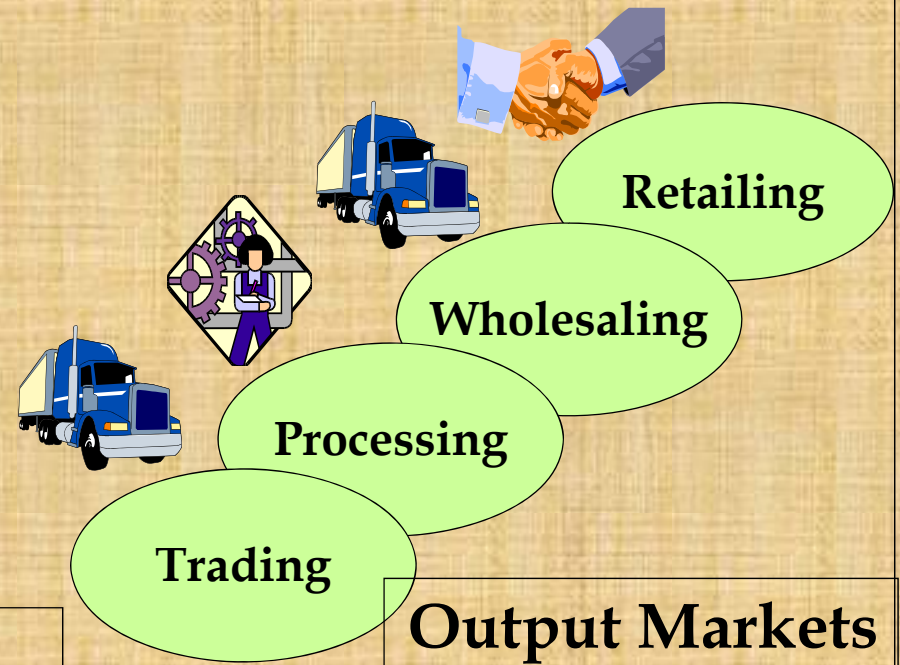 Retailing
Wholesaling
Processing
Trading
Output Markets